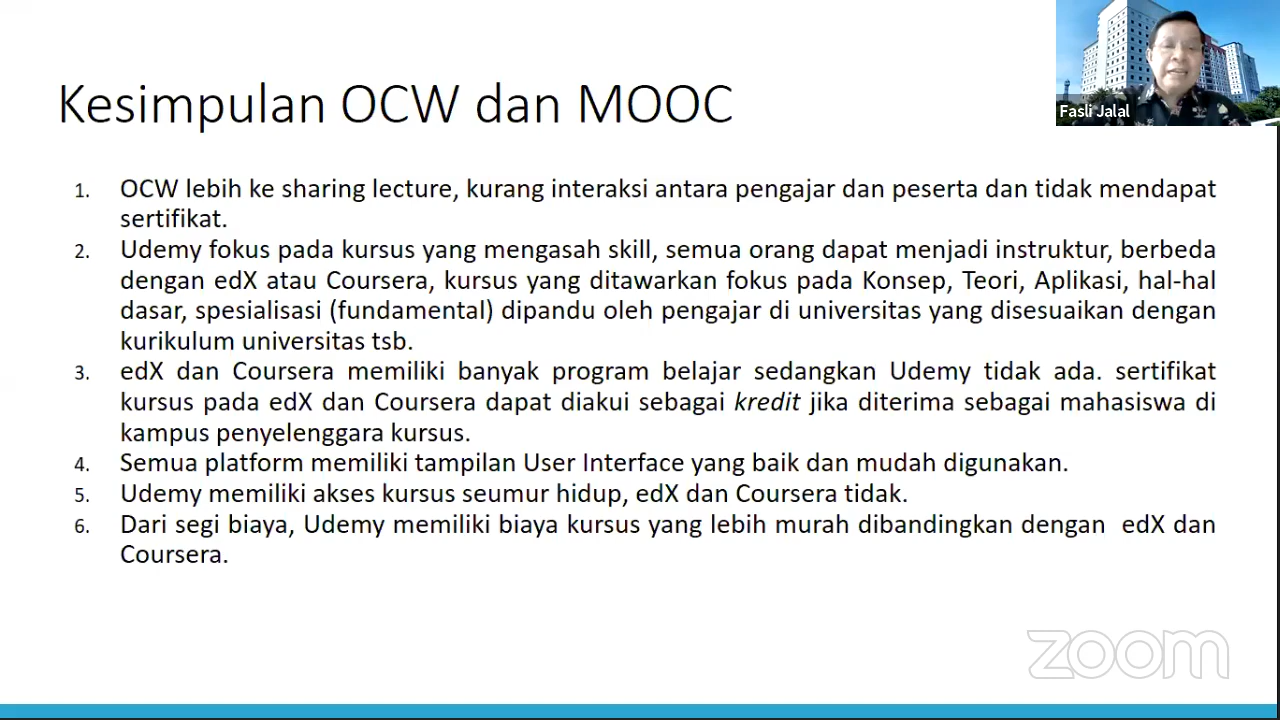 Kesimpulan OCW dan MOOC
Fasli Jalal
1. OCW lebih ke sharing lecture, kurang interaksi antara pengajar dan peserta dan tidak mendapat
sertifikat.
2. Udemy fokus pada kursus yang mengasah skill, semua orang dapat menjadi instruktur, berbeda
dengan edX atau Coursera, kursus yang ditawarkan fokus pada Konsep, Teori, Aplikasi, hal-hal
dasar, spesialisasi (fundamental) dipandu oleh pengajar di universitas yang disesuaikan dengan
kurikulum universitas tsb.
3. edX dan Coursera memiliki banyak program belajar sedangkan Udemy tidak ada. sertifikat
kursus pada edX dan Coursera dapat diakui sebagai kredit jika diterima sebagai mahasiswa di
kampus penyelenggara kursus.
4. Semua platform memiliki tampilan User Interface yang baik dan mudah digunakan.
5. Udemy memiliki akses kursus seumur hidup, edX dan Coursera tidak.
6. Dari segi biaya, Udemy memiliki biaya kursus yang lebih murah dibandingkan dengan edX dan
Coursera.
zoom